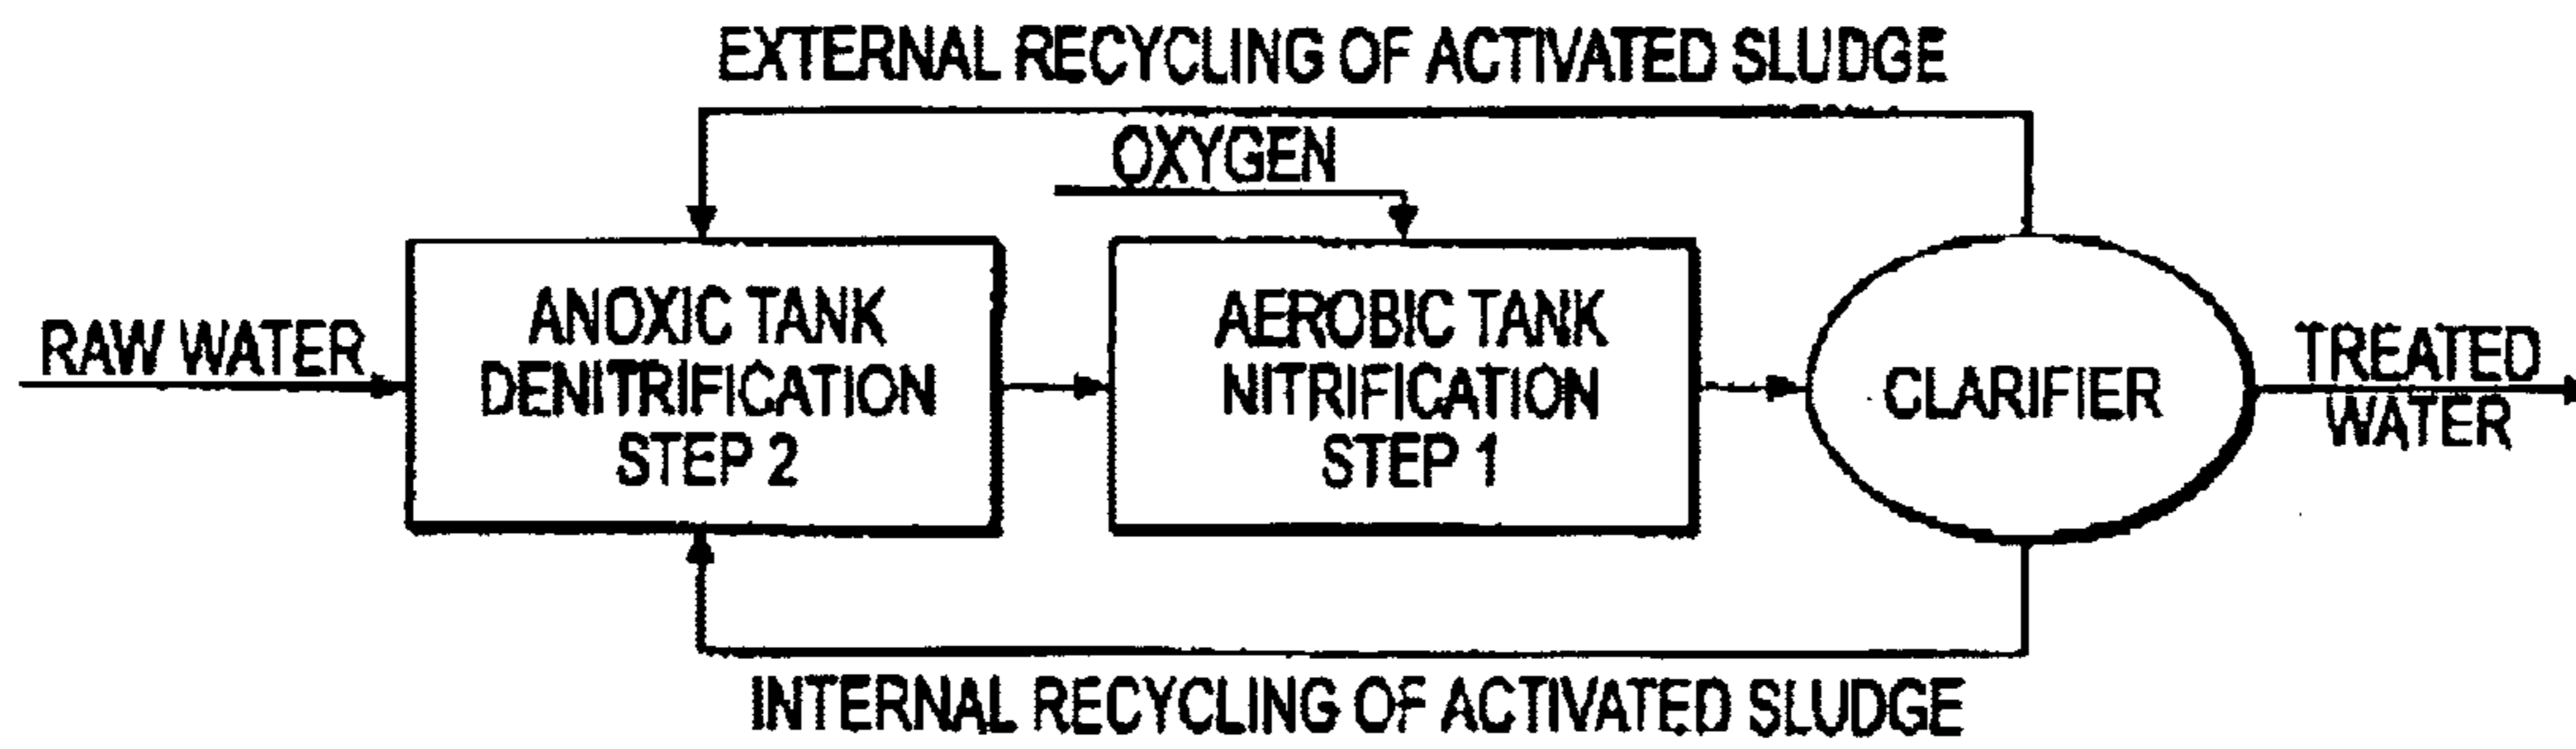 EXTERNAL RECYCLING OF ACTIVATED SLUDGE
OXYGEN
RAW WATER
ANOXIC TANK
DENITRIFICATION
STEP 2
AEROBIC TANK
NITRIFICATION
STEP 1
CLARIFIER
TREATED
WATER
INTERNAL RECYCLING OF ACTIVATED SLUDGE